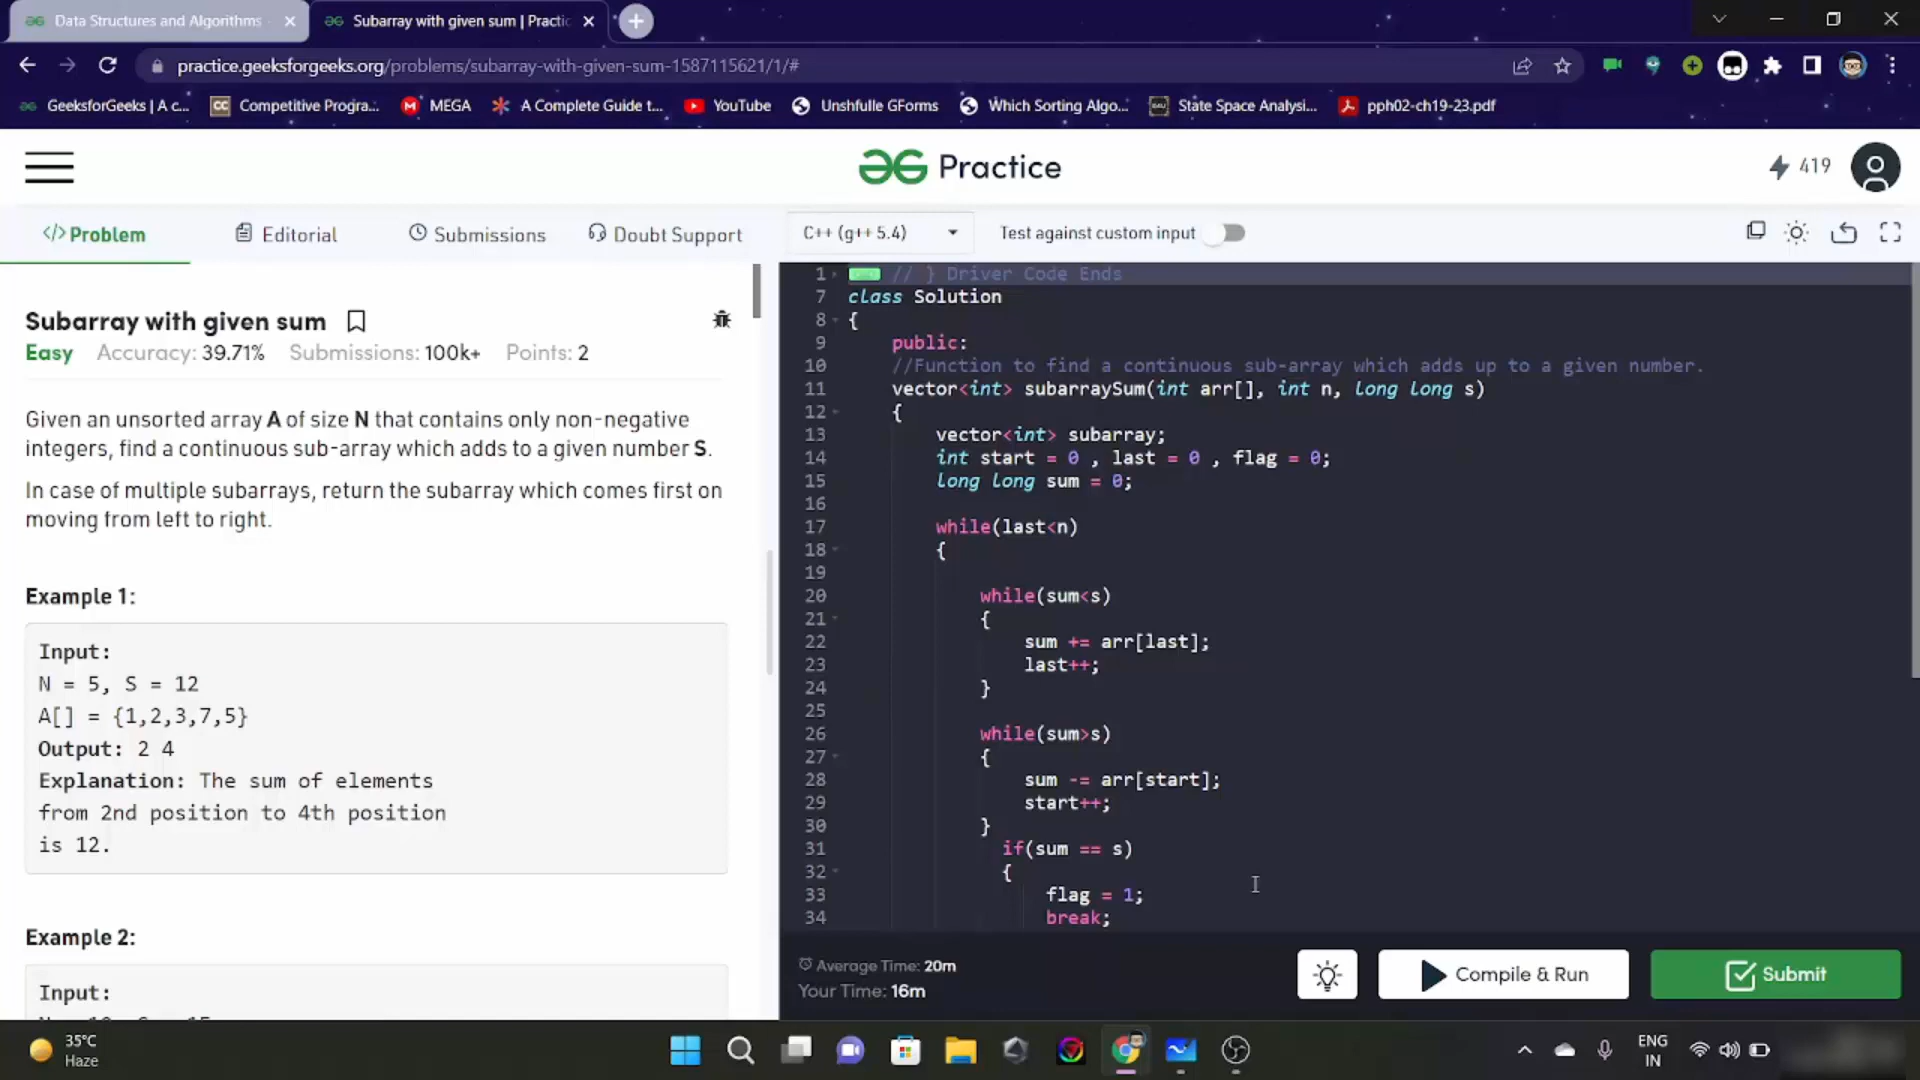 Data Structures and Algorithms
Subarray with given sum | Practic
practice.geeksforgeeks.org/problems/subarray-with-given-sum-1587115621/1/#
GeeksforGeeks | A c...
Competitive Progra...
MEGA
A Complete Guide t...
YouTube
Unshfulle GForms
Which Sorting Algo...
State Space Analysi...
pph02-ch19-23.pdf
Practice
419
</> Problem
Editorial
Submissions
Doubt Support
C++ (g++ 5.4)
Test against custom input
Subarray with given sum
Easy Accuracy: 39.71% Submissions: 100k+ Points: 2
Given an unsorted array A of size N that contains only non-negative
integers, find a continuous sub-array which adds to a given number S.
In case of multiple subarrays, return the subarray which comes first on
moving from left to right.
Example 1:
Input:
N = 5, S = 12
A[] = {1,2,3,7,5}
Output: 2 4
Explanation: The sum of elements
from 2nd position to 4th position
is 12.
Example 2:
Input:
1 // } Driver Code Ends
7 class Solution
8 {
9 public:
10 //Function to find a continuous sub-array which adds up to a given number.
11 vector<int> subarraySum(int arr[], int n, long long s)
12 {
13 vector<int> subarray;
14 int start = 0 , last = 0 , flag = 0;
15 long long sum = 0;
16
17 while(last<n)
18 {
19
20 while(sum<s)
21 {
22 sum += arr[last];
23 last++;
24 }
25
26 while(sum>s)
27 {
28 sum -= arr[start];
29 start++;
30 }
31 if(sum == s)
32 {
33 flag = 1;
34 break;
Average Time: 20m
Your Time: 16m
Compile & Run
Submit
35°C
Haze
ENG
IN